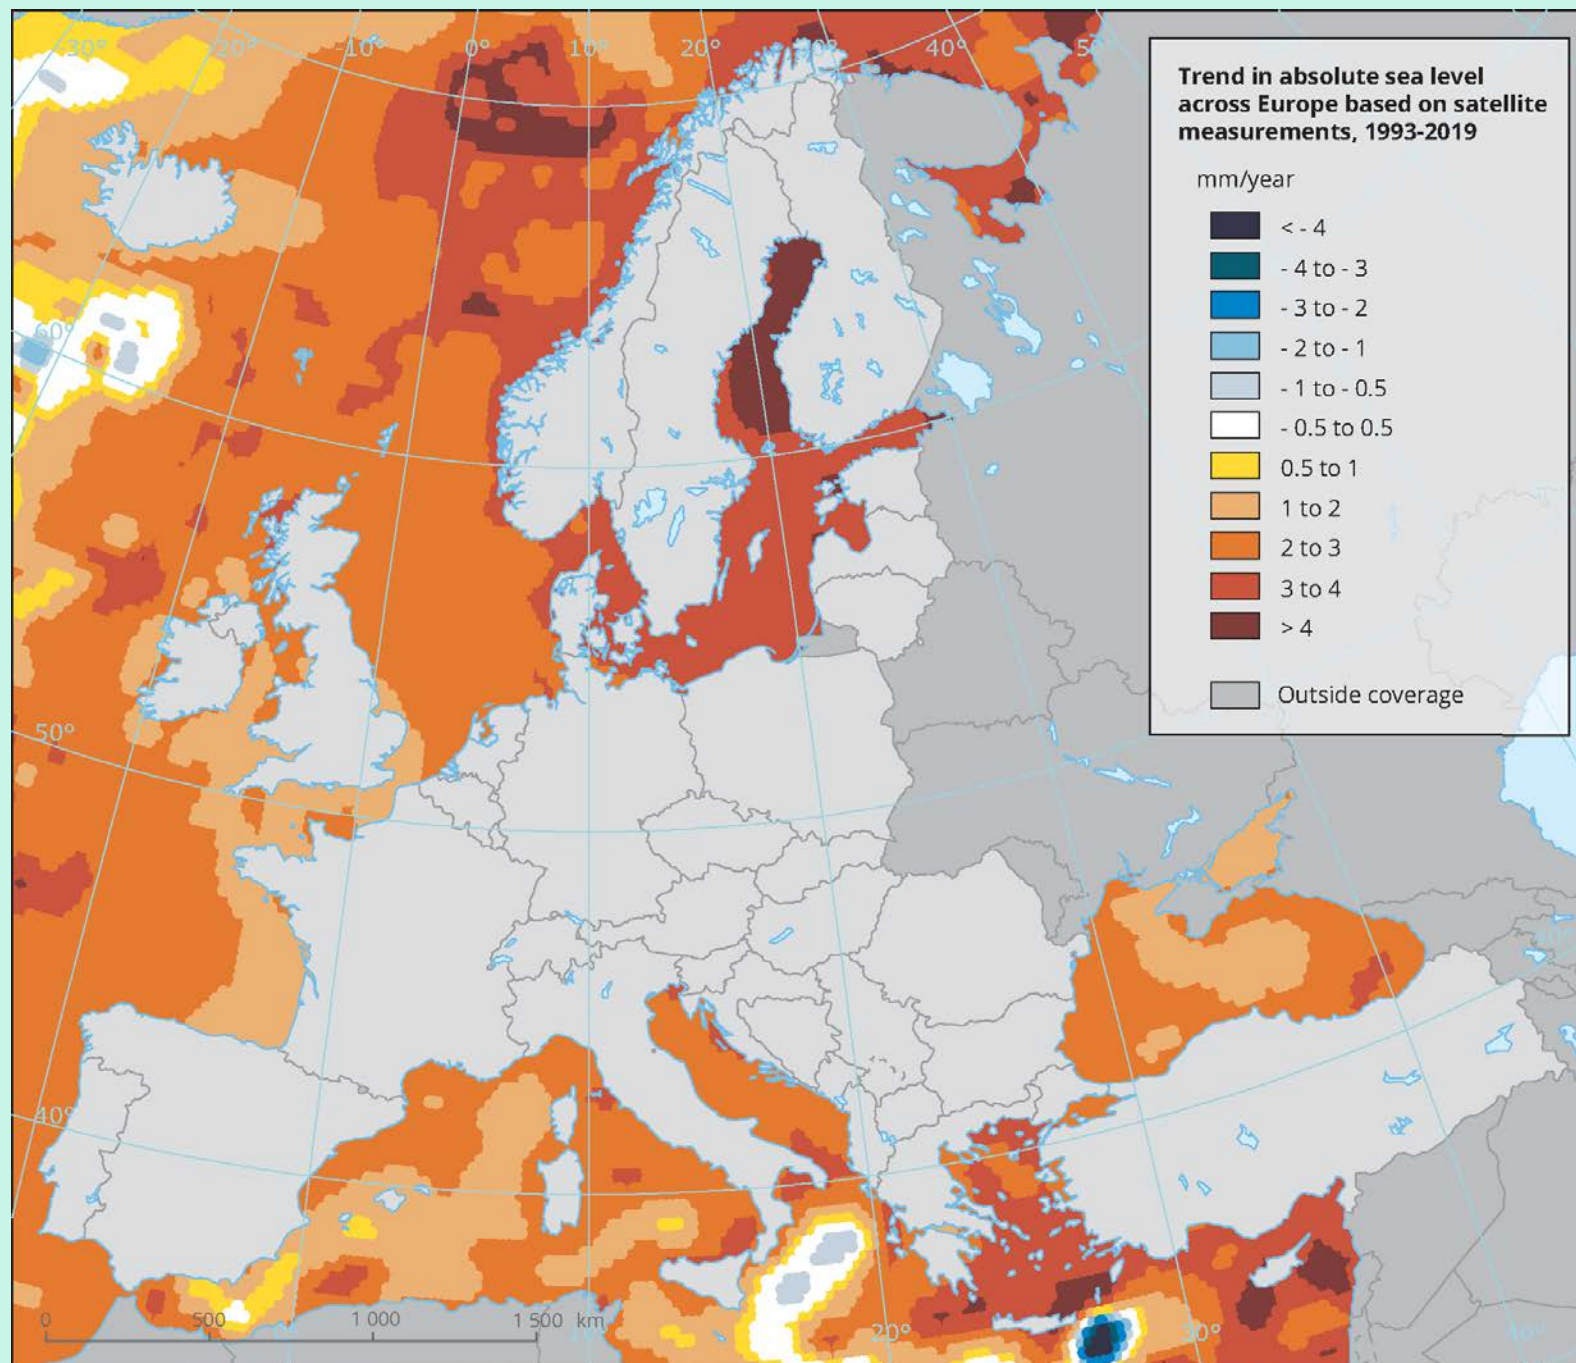 -30°
-20°
-10°
0°
10°
20°
30°
40°
50°
Trend in absolute sea level
across Europe based on satellite
measurements, 1993-2019
mm/year
< - 4
- 4 to - 3
- 3 to - 2
- 2 to - 1
- 1 to - 0.5
- 0.5 to 0.5
0.5 to 1
1 to 2
2 to 3
3 to 4
> 4
Outside coverage
60°
50°
40°
0 500 1 000 1 500 km
10°
20°
30°
40°